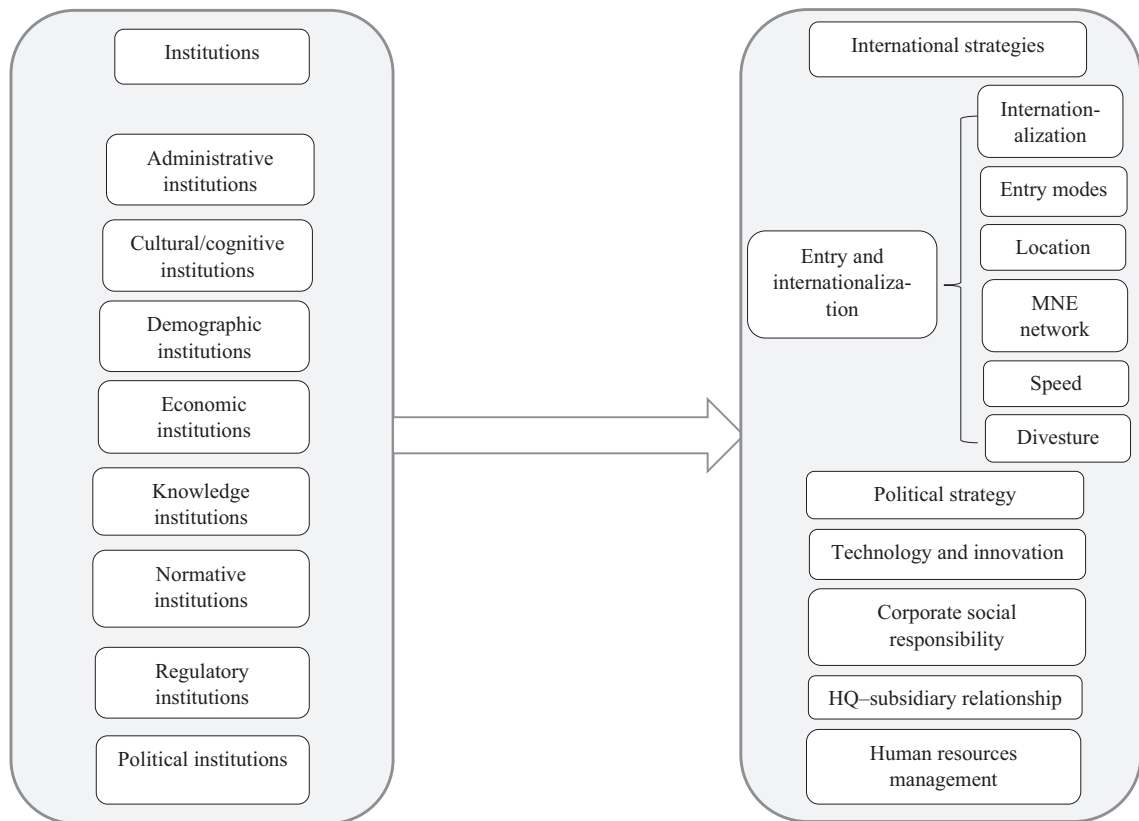 Institutions
Administrative
institutions
Cultural/cognitive
institutions
Demographic
institutions
Economic
institutions
Knowledge
institutions
Normative
institutions
Regulatory
institutions
Political institutions
International strategies
Entry and
internationaliza-
tion
Internation-
alization
Entry modes
Location
MNE
network
Speed
Divesture
Political strategy
Technology and innovation
Corporate social
responsibility
HQ–subsidiary relationship
Human resources
management